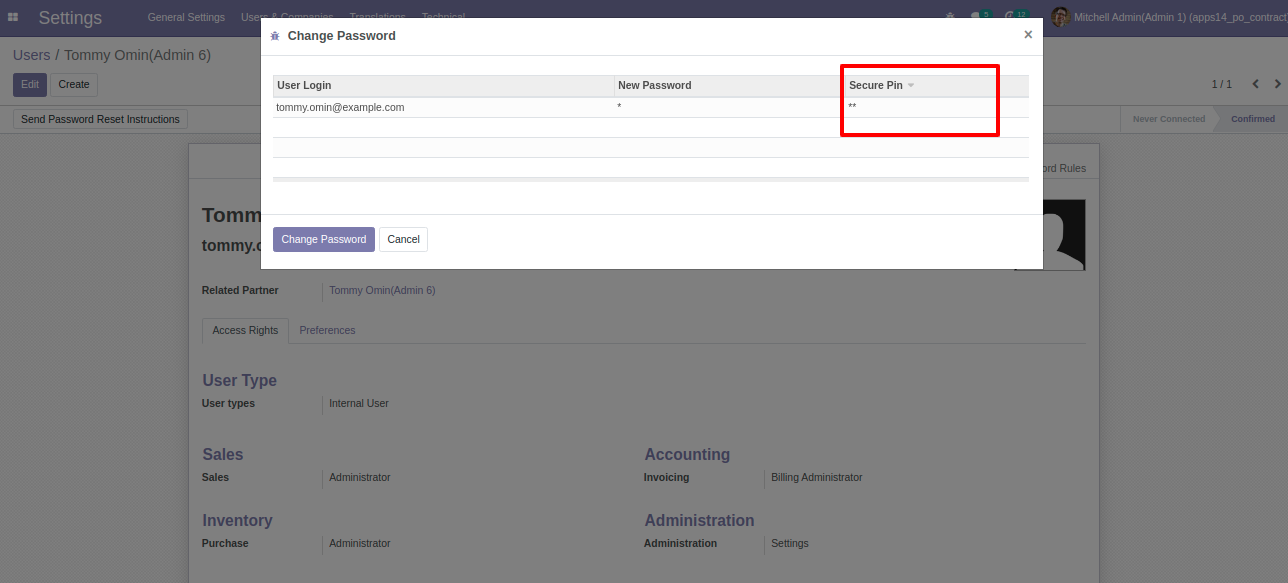 Settings General Settings Users & Companies Translations Technical 5 12 Mitchell Admin(Admin 1) (apps14_po_contract
Change Password ×
Users / Tommy Omin(Admin 6)
Edit Create 1 / 1
User Login New Password Secure Pin
tommy.omin@example.com * **
Send Password Reset Instructions Never Connected Confirmed
Rules
Related Partner Tommy Omin(Admin 6)
Change Password Cancel
Access Rights Preferences
User Type
User types Internal User
Sales Accounting
Sales Administrator Invoicing Billing Administrator
Inventory Administration
Purchase Administrator Administration Settings